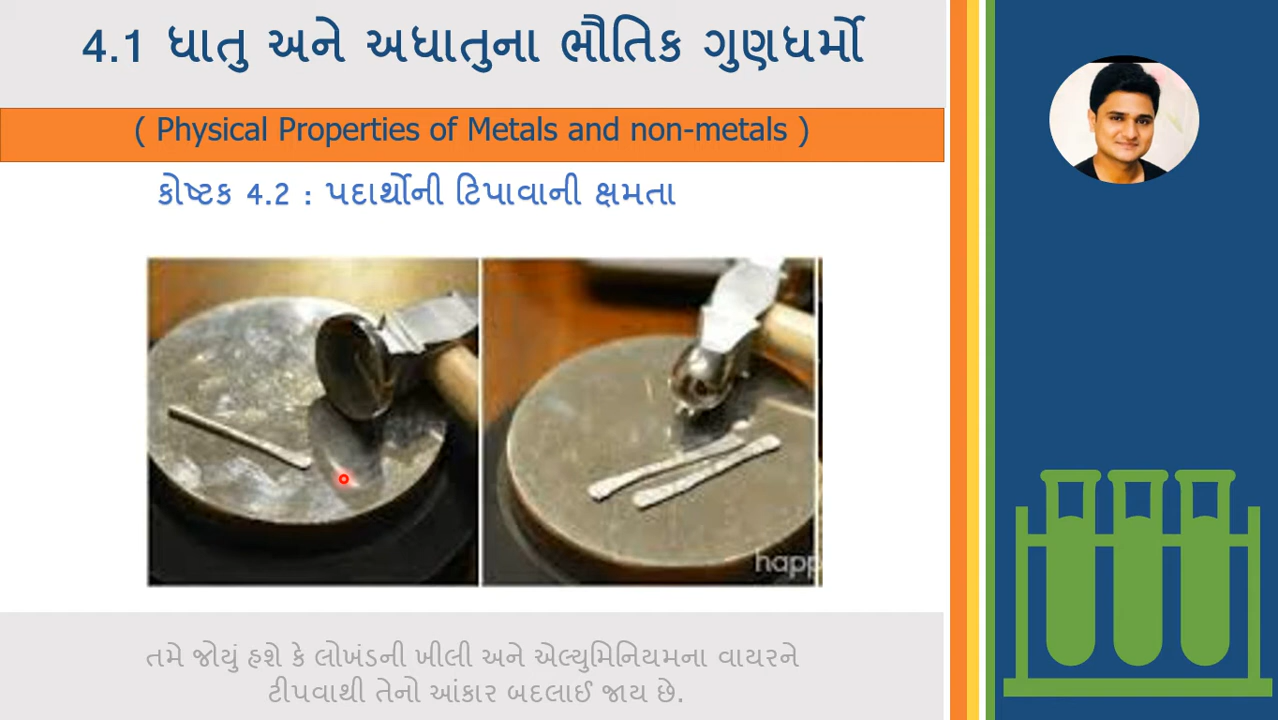 4.1 ધાતુ અને અધાતુના ભૌતિક ગુણધર્મો
( Physical Properties of Metals and non-metals )
કોષ્ટક 4.2 : પદાર્થોની ટિપાવાની ક્ષમતા
happ
તમે જોયું હશે કે લોખંડની ખીલી અને એલ્યુમિનિયમના વાયરને
ટીપવાથી તેનો આંકાર બદલાઈ જાય છે.